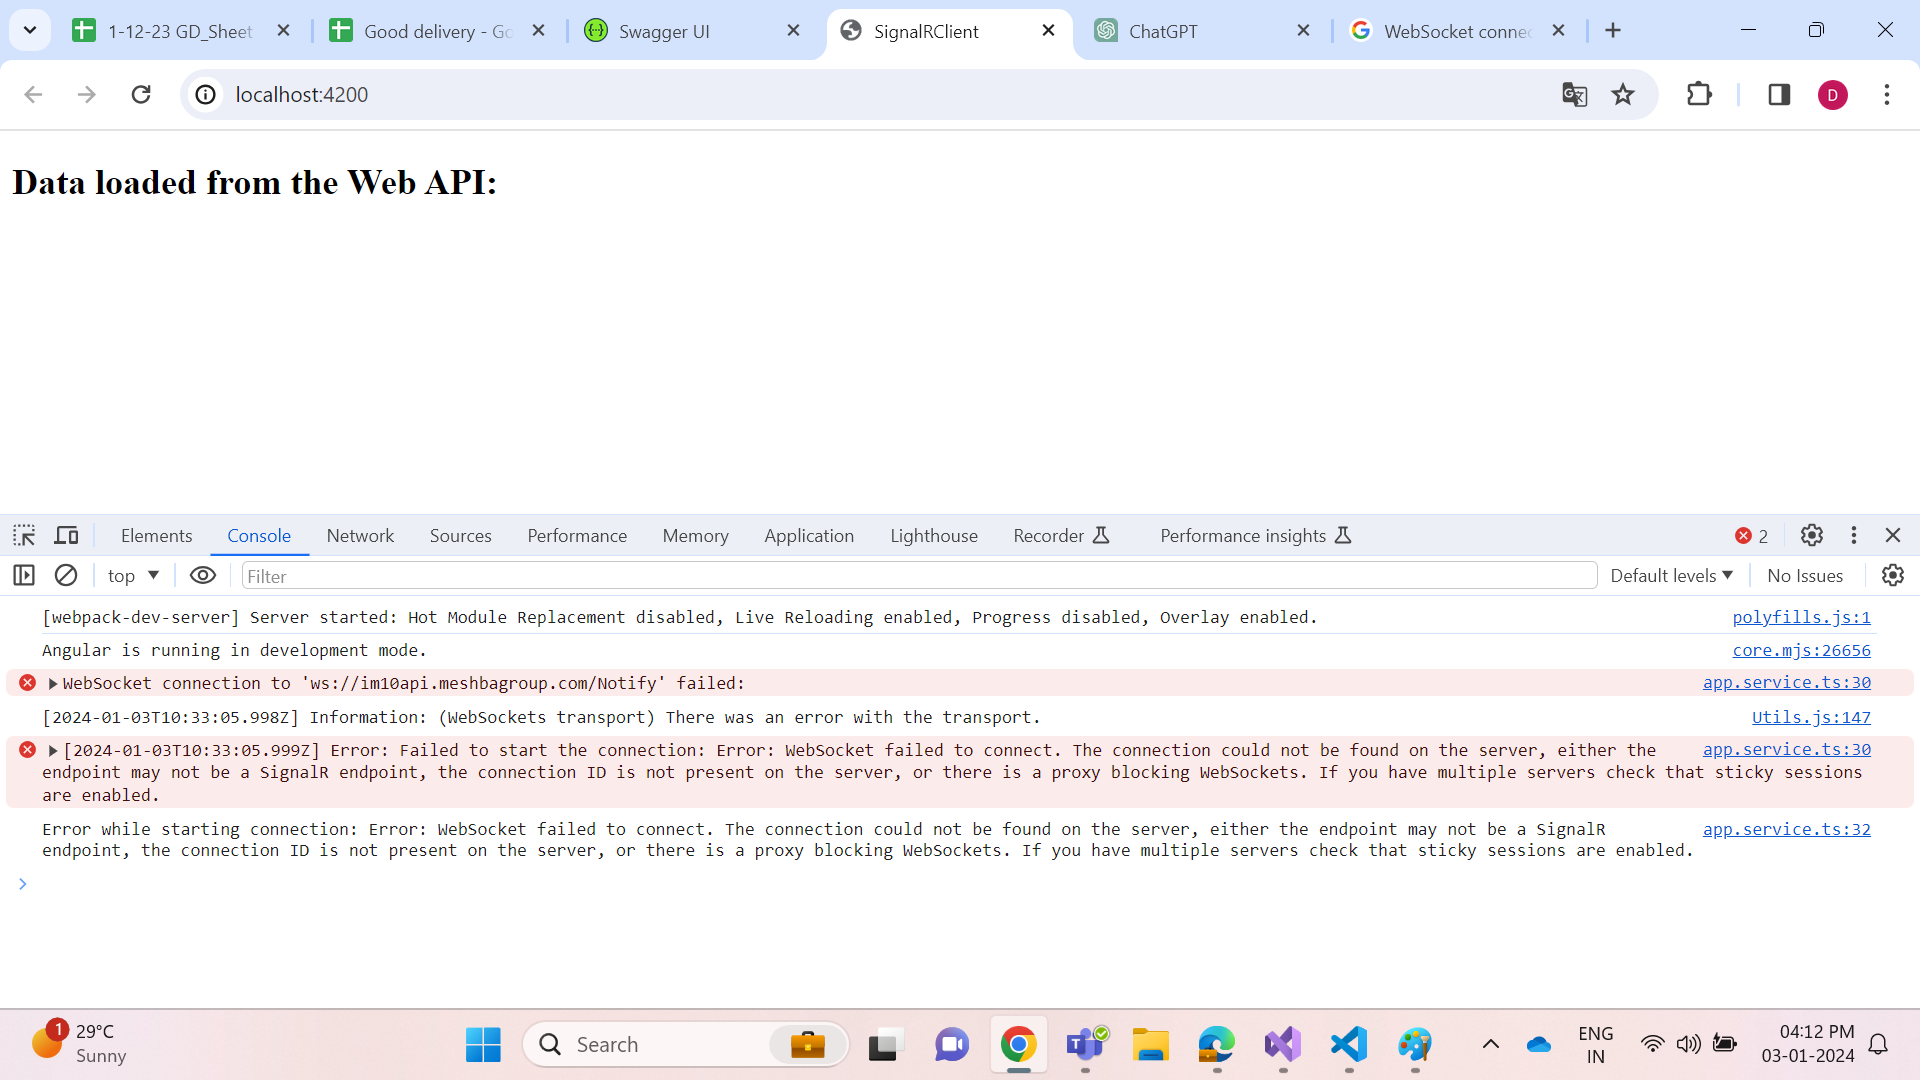 1-12-23 GD_Sheet
Good delivery - Go
Swagger UI
SignalRClient
ChatGPT
WebSocket connec
localhost:4200
D
Data loaded from the Web API:
Elements Console Network Sources Performance Memory Application Lighthouse Recorder Performance insights 2
top Filter Default levels No Issues
[webpack-dev-server] Server started: Hot Module Replacement disabled, Live Reloading enabled, Progress disabled, Overlay enabled. polyfills.js:1
Angular is running in development mode. core.mjs:26656
WebSocket connection to 'ws://im10api.meshbagroup.com/Notify' failed: app.service.ts:30
[2024-01-03T10:33:05.998Z] Information: (WebSockets transport) There was an error with the transport. Utils.js:147
[2024-01-03T10:33:05.999Z] Error: Failed to start the connection: Error: WebSocket failed to connect. The connection could not be found on the server, either the app.service.ts:30
endpoint may not be a SignalR endpoint, the connection ID is not present on the server, or there is a proxy blocking WebSockets. If you have multiple servers check that sticky sessions
are enabled.
Error while starting connection: Error: WebSocket failed to connect. The connection could not be found on the server, either the endpoint may not be a SignalR app.service.ts:32
endpoint, the connection ID is not present on the server, or there is a proxy blocking WebSockets. If you have multiple servers check that sticky sessions are enabled.
1
29°C
Sunny
Search
T
ENG
IN
04:12 PM
03-01-2024